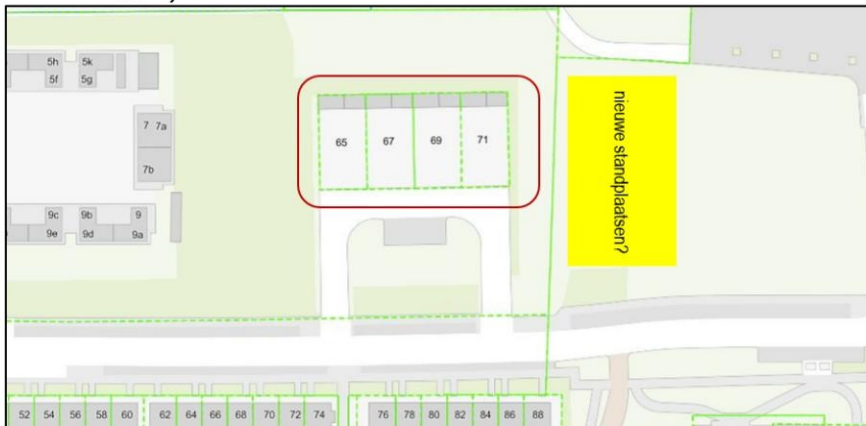 5h 5k
5f 5g
7 7a
7b
65 67 69 71
nieuwe standplaatsen?
9c 9b 9
9e 9d 9a
52 54 56 58 60 62 64 66 68 70 72 74 76 78 80 82 84 86 88